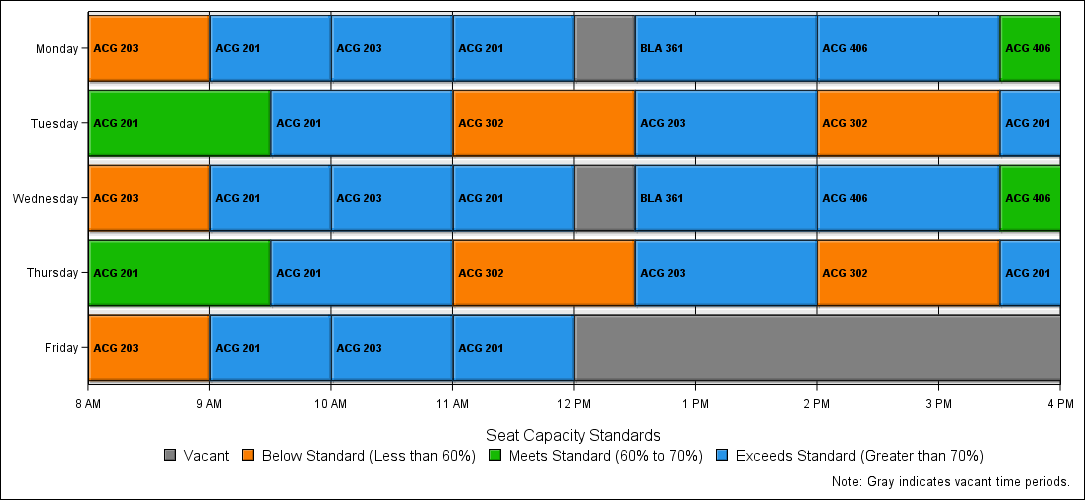 Monday ACG 203 ACG 201 ACG 203 ACG 201 BLA 361 ACG 406 ACG 406
Tuesday ACG 201 ACG 201 ACG 302 ACG 203 ACG 302 ACG 201
Wednesday ACG 203 ACG 201 ACG 203 ACG 201 BLA 361 ACG 406 ACG 406
Thursday ACG 201 ACG 201 ACG 302 ACG 203 ACG 302 ACG 201
Friday ACG 203 ACG 201 ACG 203 ACG 201
8 AM 9 AM 10 AM 11 AM 12 PM 1 PM 2 PM 3 PM 4 PM
Seat Capacity Standards
Vacant Below Standard (Less than 60%) Meets Standard (60% to 70%) Exceeds Standard (Greater than 70%)
Note: Gray indicates vacant time periods.